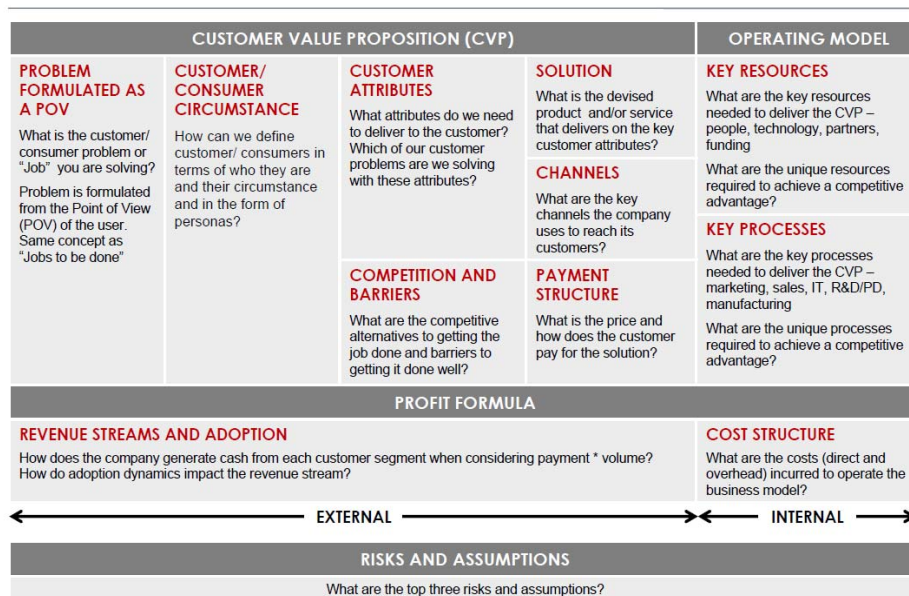 CUSTOMER VALUE PROPOSITION (CVP)
OPERATING MODEL
PROBLEM
FORMULATED AS
A POV
What is the customer/
consumer problem or
“Job” you are solving?
Problem is formulated
from the Point of View
(POV) of the user.
Same concept as
“Jobs to be done”
CUSTOMER/
CONSUMER
CIRCUMSTANCE
How can we define
customer/ consumers in
terms of who they are
and their circumstance
and in the form of
personas?
CUSTOMER
ATTRIBUTES
What attributes do we need
to deliver to the customer?
Which of our customer
problems are we solving
with these attributes?
COMPETITION AND
BARRIERS
What are the competitive
alternatives to getting the
job done and barriers to
getting it done well?
SOLUTION
What is the devised
product and/or service
that delivers on the key
customer attributes?
CHANNELS
What are the key
channels the company
uses to reach its
customers?
PAYMENT
STRUCTURE
What is the price and
how does the customer
pay for the solution?
KEY RESOURCES
What are the key resources
needed to deliver the CVP –
people, technology, partners,
funding
What are the unique resources
required to achieve a competitive
advantage?
KEY PROCESSES
What are the key processes
needed to deliver the CVP –
marketing, sales, IT, R&D/PD,
manufacturing
What are the unique processes
required to achieve a competitive
advantage?
PROFIT FORMULA
REVENUE STREAMS AND ADOPTION
How does the company generate cash from each customer segment when considering payment * volume?
How do adoption dynamics impact the revenue stream?
COST STRUCTURE
What are the costs (direct and
overhead) incurred to operate the
business model?
EXTERNAL
INTERNAL
RISKS AND ASSUMPTIONS
What are the top three risks and assumptions?